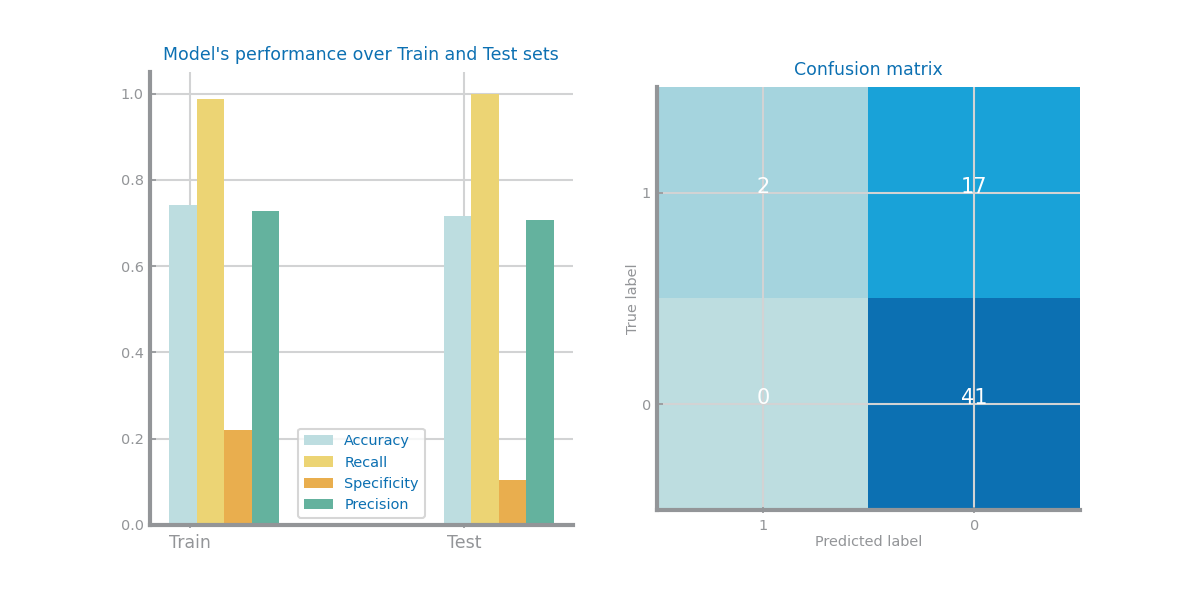 Model's performance over Train and Test sets
1.0
0.8
0.6
0.4
0.2
0.0
Train
Test
Accuracy
Recall
Specificity
Precision
Confusion matrix
True label
1
0
2
17
0
41
1
0
Predicted label